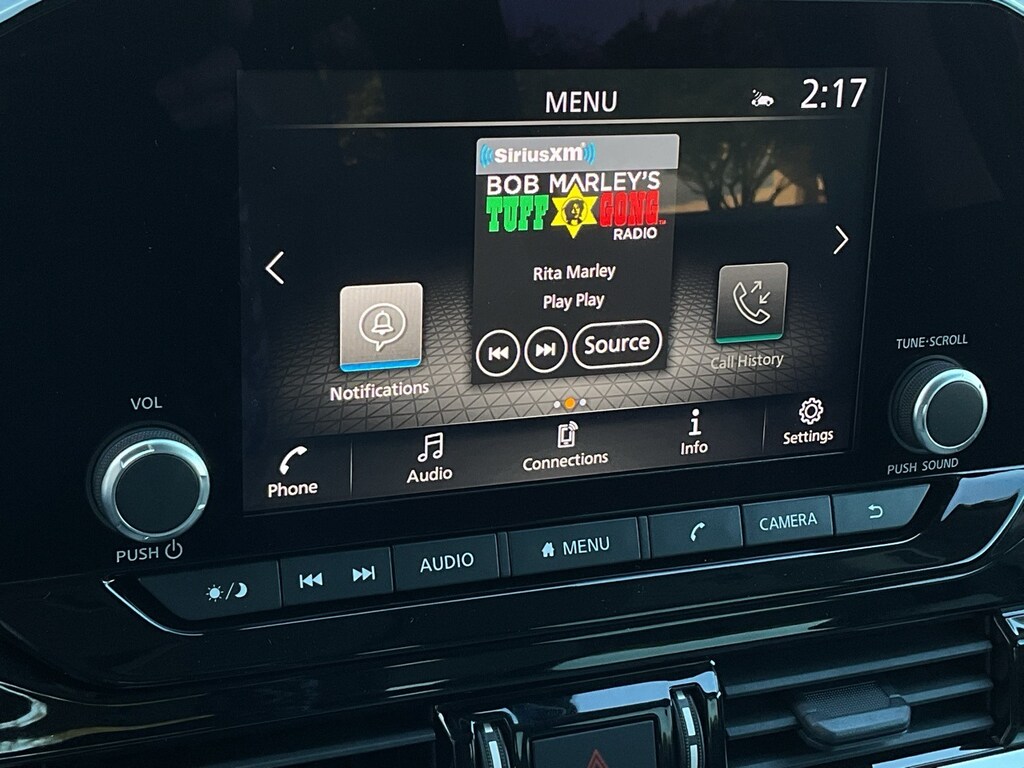 MENU
2:17
SiriusXM
BOB MARLEY'S
TUFF GONG
RADIO
Rita Marley
Play Play
Source
Notifications
Call History
Phone
Audio
Connections
Info
Settings
VOL
PUSH
TUNE·SCROLL
PUSH SOUND
AUDIO
MENU
CAMERA